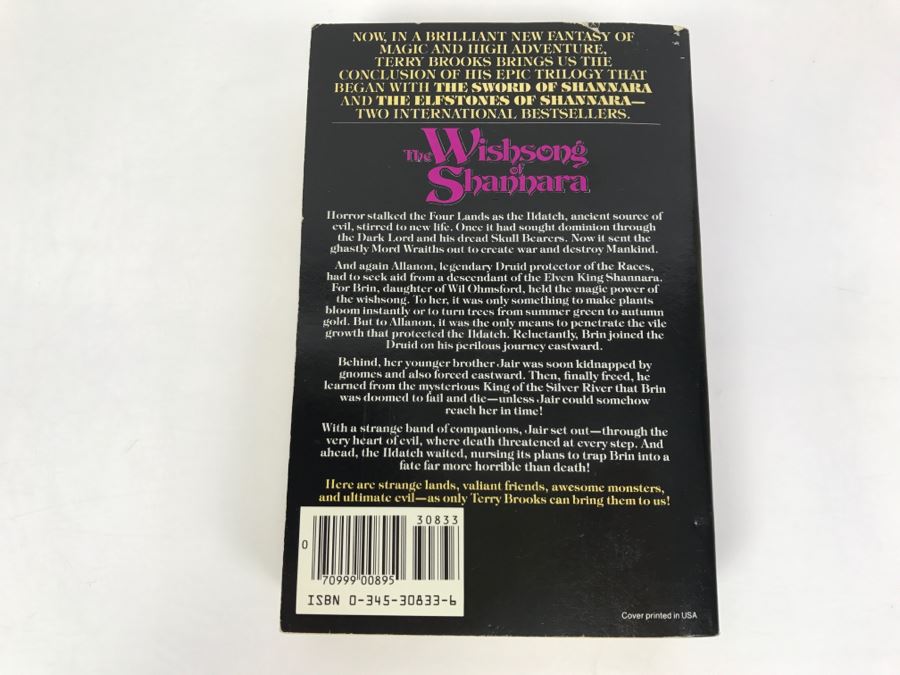 NOW, IN A BRILLIANT NEW FANTASY OF
MAGIC AND HIGH ADVENTURE,
TERRY BROOKS BRINGS US THE
CONCLUSION OF HIS EPIC TRILOGY THAT
BEGAN WITH THE SWORD OF SHANNARA
AND THE ELFSTONES OF SHANNARA—
TWO INTERNATIONAL BESTSELLERS.
The Wishsong
of
Shannara
Horror stalked the Four Lands as the Ildatch, ancient source of
evil, stirred to new life. Once it had sought dominion through
the Dark Lord and his dread Skull Bearers. Now it sent the
ghastly Mord Wraiths out to create war and destroy Mankind.
And again Allanon, legendary Druid protector of the Races,
had to seek aid from a descendant of the Elven King Shannara.
For Brin, daughter of Wil Ohmsford, held the magic power of
the wishsong. To her, it was only something to make plants
bloom instantly or to turn trees from summer green to autumn
gold. But to Allanon, it was the only means to penetrate the vile
growth that protected the Ildatch. Reluctantly, Brin joined the
Druid on his perilous journey eastward.
Behind, her younger brother Jair was soon kidnapped by
gnomes and also forced eastward. Then, finally freed, he
learned from the mysterious King of the Silver River that Brin
was doomed to fail and die—unless Jair could somehow
reach her in time!
With a strange band of companions, Jair set out—through the
very heart of evil, where death threatened at every step. And
ahead, the Ildatch waited, nursing its plans to trap Brin into a
fate far more horrible than death!
Here are strange lands, valiant friends, awesome monsters,
and ultimate evil—as only Terry Brooks can bring them to us!
30833
0
70999 00895
ISBN 0-345-30833-6
Cover printed in USA